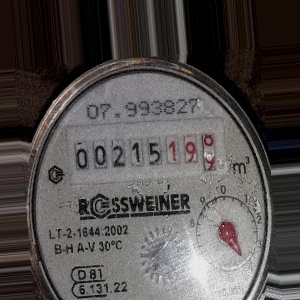 07.993827
00215199 m³
ROSSWEINER
LT-2-1644:2002
B-H A-V 30°C
D 81
6.131.22